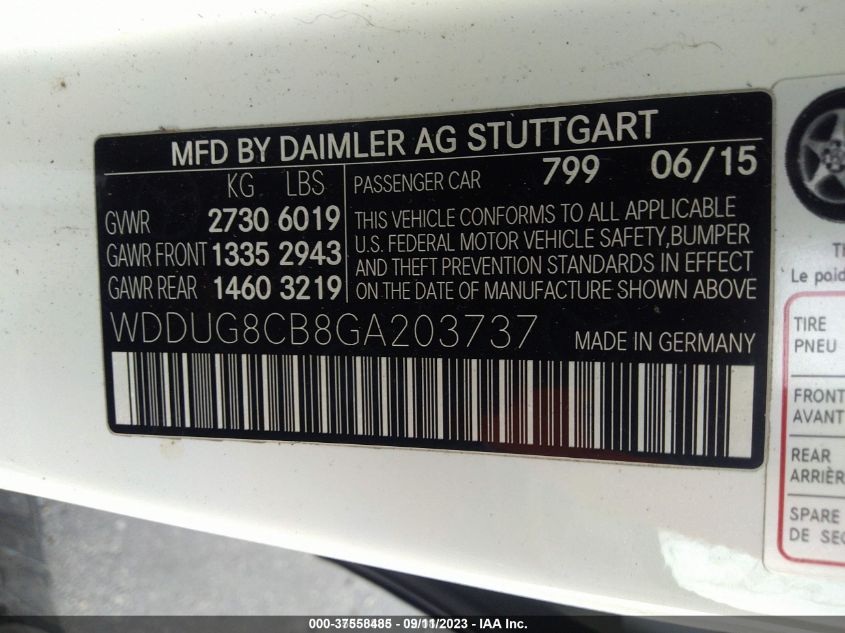 MFD BY DAIMLER AG STUTTGART
KG LBS
GVWR 2730 6019
GAWR FRONT 1335 2943
GAWR REAR 1460 3219
PASSENGER CAR 799 06/15
THIS VEHICLE CONFORMS TO ALL APPLICABLE
U.S. FEDERAL MOTOR VEHICLE SAFETY,BUMPER
AND THEFT PREVENTION STANDARDS IN EFFECT
ON THE DATE OF MANUFACTURE SHOWN ABOVE
WDDUG8CB8GA203737 MADE IN GERMANY
Le
TIRE
PNEU
FRONT
AVANT
REAR
SPARE
DE
000-37558485 - 09/11/2023 - IAA Inc.